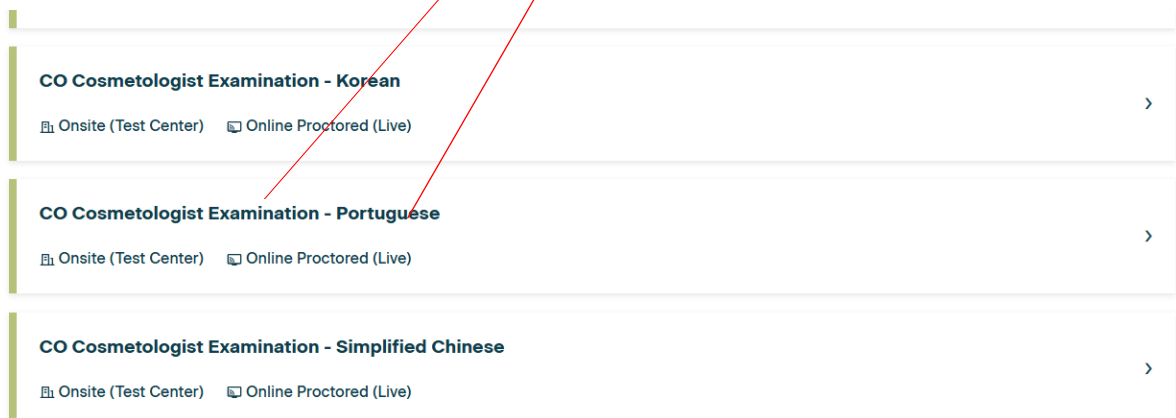 CO Cosmetologist Examination - Korean
Onsite (Test Center) Online Proctored (Live)
CO Cosmetologist Examination - Portuguese
Onsite (Test Center) Online Proctored (Live)
CO Cosmetologist Examination - Simplified Chinese
Onsite (Test Center) Online Proctored (Live)